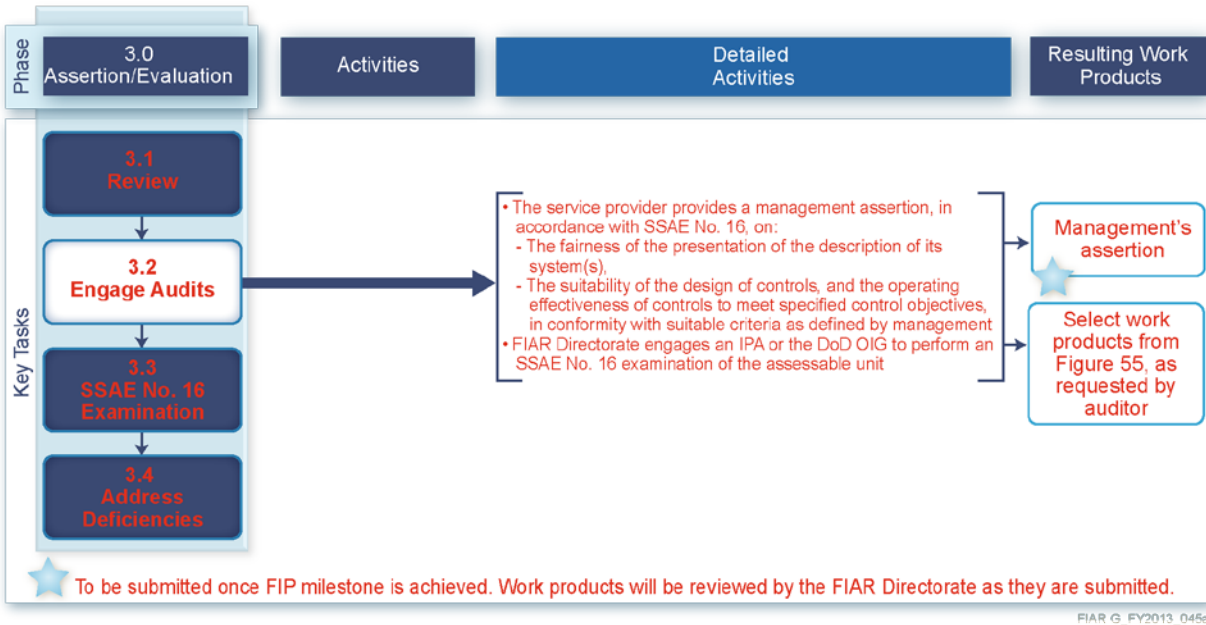 Phase
3.0
Assertion/Evaluation
Activities
Detailed
Activities
Resulting Work
Products
Key Tasks
3.1
Review
3.2
Engage Audits
3.3
SSAE No. 16
Examination
3.4
Address
Deficiencies
• The service provider provides a management assertion, in
accordance with SSAE No. 16, on:
- The fairness of the presentation of the description of its
system(s),
- The suitability of the design of controls, and the operating
effectiveness of controls to meet specified control objectives,
in conformity with suitable criteria as defined by management
• FIAR Directorate engages an IPA or the DoD OIG to perform an
SSAE No. 16 examination of the assessable unit
Management's
assertion
Select work
products from
Figure 55, as
requested by
auditor
To be submitted once FIP milestone is achieved. Work products will be reviewed by the FIAR Directorate as they are submitted.